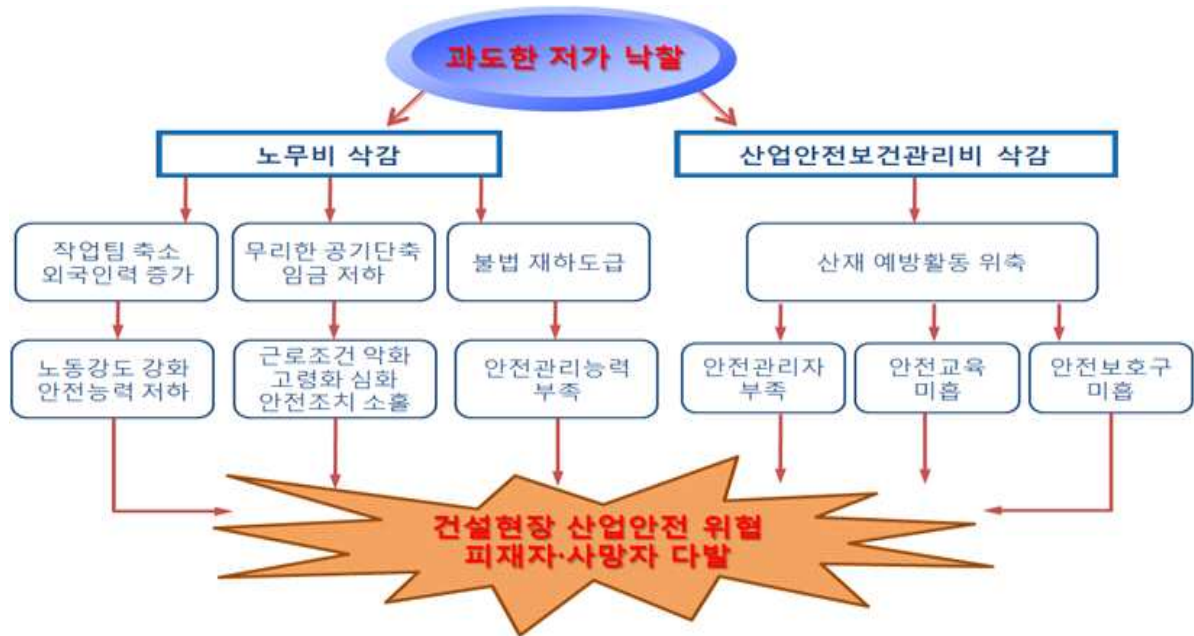 과도한 저가 낙찰
노무비 삭감
산업안전보건관리비 삭감
작업팀 축소
외국인력 증가
무리한 공기단축
임금 저하
불법 재하도급
산재 예방활동 위축
노동강도 강화
안전능력 저하
근로조건 악화
고령화 심화
안전조치 소홀
안전관리능력
부족
안전관리자
부족
안전교육
미흡
안전보호구
미흡
건설현장 산업안전 위협
피재자·사망자 다발